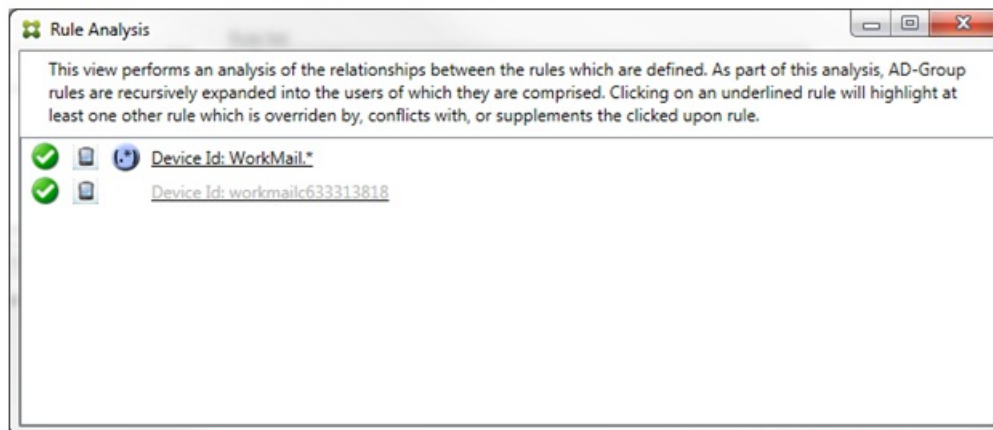 Rule Analysis
This view performs an analysis of the relationships between the rules which are defined. As part of this analysis, AD-Group
rules are recursively expanded into the users of which they are comprised. Clicking on an underlined rule will highlight at
least one other rule which is overriden by, conflicts with, or supplements the clicked upon rule.
(.*) Device Id: WorkMail.*
Device Id: workmailc633313818